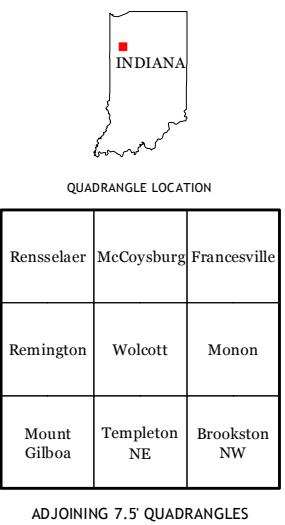 INDIANA
QUADRANGLE LOCATION
Rensselaer McCoysburg Francesville
Remington Wolcott Monon
Mount Gilboa
Templeton NE
Brookston NW
ADJOINING 7.5' QUADRANGLES